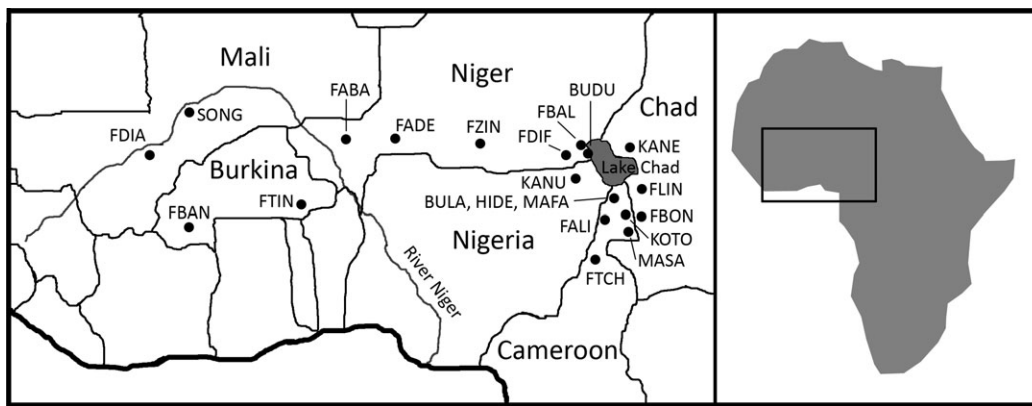 Mali
Niger
FABA
BUDU
SONG
FADE
FZIN
FBAL
Chad
FDIA
FDIF
KANE
Burkina
Lake Chad
KANU
FLIN
FTIN
BULA, HIDE, MAFA
FBAN
Nigeria
FALI
FBON
KOTO
MASA
River Niger
FTCH
Cameroon